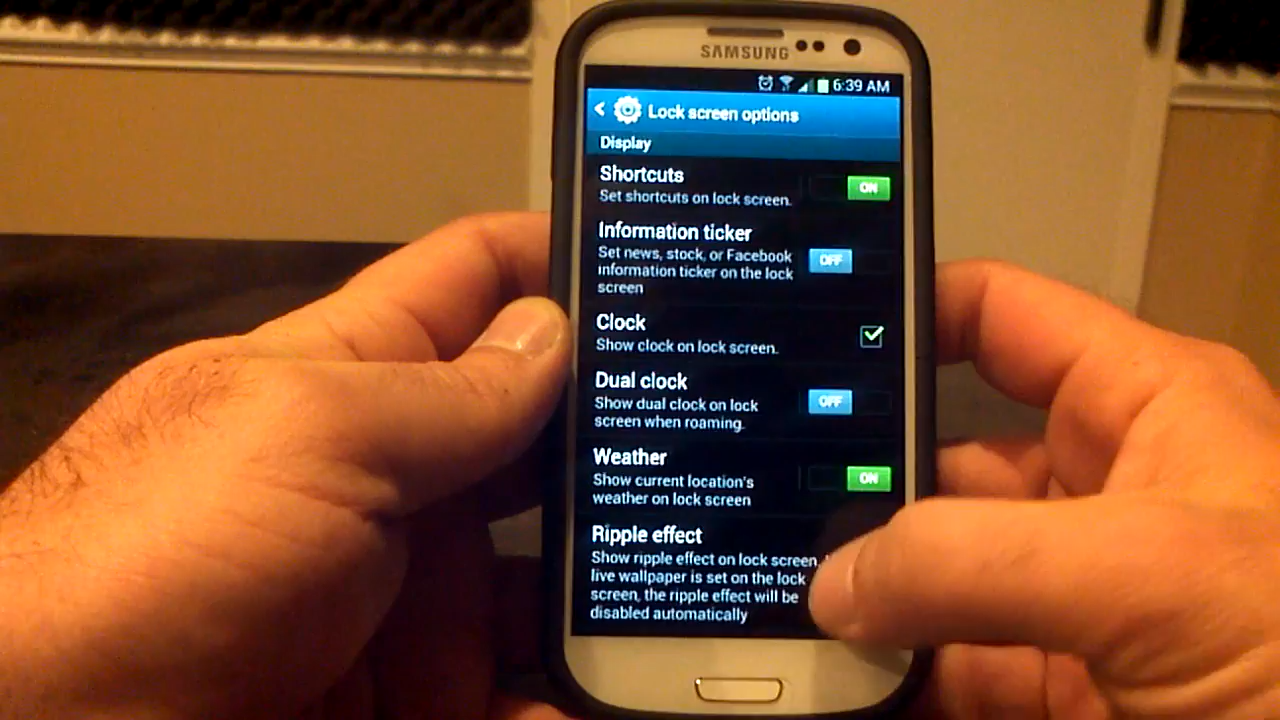 SAMSUNG
6:39 AM
Lock screen options
Display
Shortcuts
Set shortcuts on lock screen.
ON
Information ticker
Set news, stock, or Facebook
information ticker on the lock
screen
OFF
Clock
Show clock on lock screen.
Dual clock
Show dual clock on lock
screen when roaming.
OFF
Weather
Show current location's
weather on lock screen
ON
Ripple effect
Show ripple effect on lock screen,
live wallpaper is set on the lock
screen, the ripple effect will be
disabled automatically